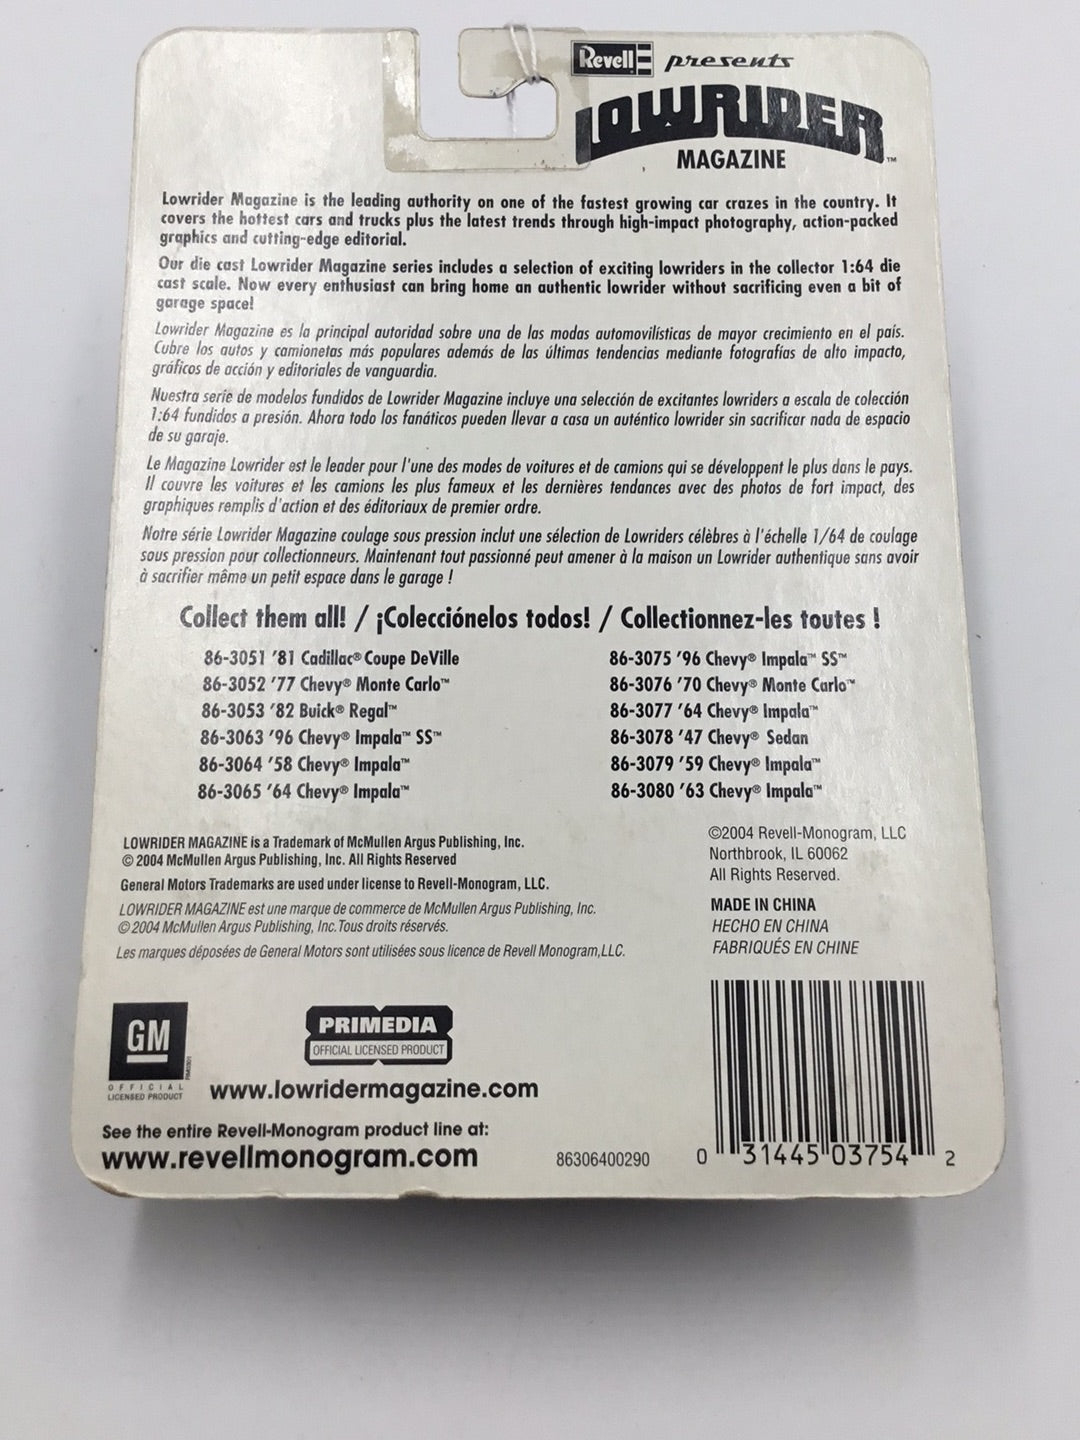 Revell presents
LOWRIDER™
MAGAZINE
Lowrider Magazine is the leading authority on one of the fastest growing car crazes in the country. It
covers the hottest cars and trucks plus the latest trends through high-impact photography, action-packed
graphics and cutting-edge editorial.
Our die cast Lowrider Magazine series includes a selection of exciting lowriders in the collector 1:64 die
cast scale. Now every enthusiast can bring home an authentic lowrider without sacrificing even a bit of
garage space!
Lowrider Magazine es la principal autoridad sobre una de las modas automovilísticas de mayor crecimiento en el país.
Cubre los autos y camionetas más populares además de las últimas tendencias mediante fotografías de alto impacto,
gráficos de acción y editoriales de vanguardia.
Nuestra serie de modelos fundidos de Lowrider Magazine incluye una selección de excitantes lowriders a escala de colección
1:64 fundidos a presión. Ahora todo los fanáticos pueden llevar a casa un auténtico lowrider sin sacrificar nada de espacio
de su garaje.
Le Magazine Lowrider est le leader pour l'une des modes de voitures et de camions qui se développent le plus dans le pays.
Il couvre les voitures et les camions les plus fameux et les dernières tendances avec des photos de fort impact, des
graphiques remplis d'action et des éditoriaux de premier ordre.
Notre série Lowrider Magazine coulage sous pression inclut une sélection de Lowriders célèbres à l'échelle 1/64 de coulage
sous pression pour collectionneurs. Maintenant tout passionné peut amener à la maison un Lowrider authentique sans avoir
à sacrifier même un petit espace dans le garage !
Collect them all! / ¡Colecciónelos todos! / Collectionnez-les toutes !
86-3051 '81 Cadillac® Coupe DeVille
86-3052 '77 Chevy® Monte Carlo™
86-3053 '82 Buick® Regal™
86-3063 '96 Chevy® Impala™ SS™
86-3064 '58 Chevy® Impala™
86-3065 '64 Chevy® Impala™
86-3075 '96 Chevy® Impala™ SS™
86-3076 '70 Chevy® Monte Carlo™
86-3077 '64 Chevy® Impala™
86-3078 '47 Chevy® Sedan
86-3079 '59 Chevy® Impala™
86-3080 '63 Chevy® Impala™
LOWRIDER MAGAZINE is a Trademark of McMullen Argus Publishing, Inc.
© 2004 McMullen Argus Publishing, Inc. All Rights Reserved
General Motors Trademarks are used under license to Revell-Monogram, LLC.
LOWRIDER MAGAZINE est une marque de commerce de McMullen Argus Publishing, Inc.
© 2004 McMullen Argus Publishing, Inc. Tous droits réservés.
Les marques déposées de General Motors sont utilisées sous licence de Revell Monogram,LLC.
©2004 Revell-Monogram, LLC
Northbrook, IL 60062
All Rights Reserved.
MADE IN CHINA
HECHO EN CHINA
FABRIQUÉS EN CHINE
GM
OFFICIAL
LICENSED PRODUCT
PRIMEDIA
OFFICIAL LICENSED PRODUCT
www.lowridermagazine.com
See the entire Revell-Monogram product line at:
www.revellmonogram.com
86306400290
0 31445 03754 2